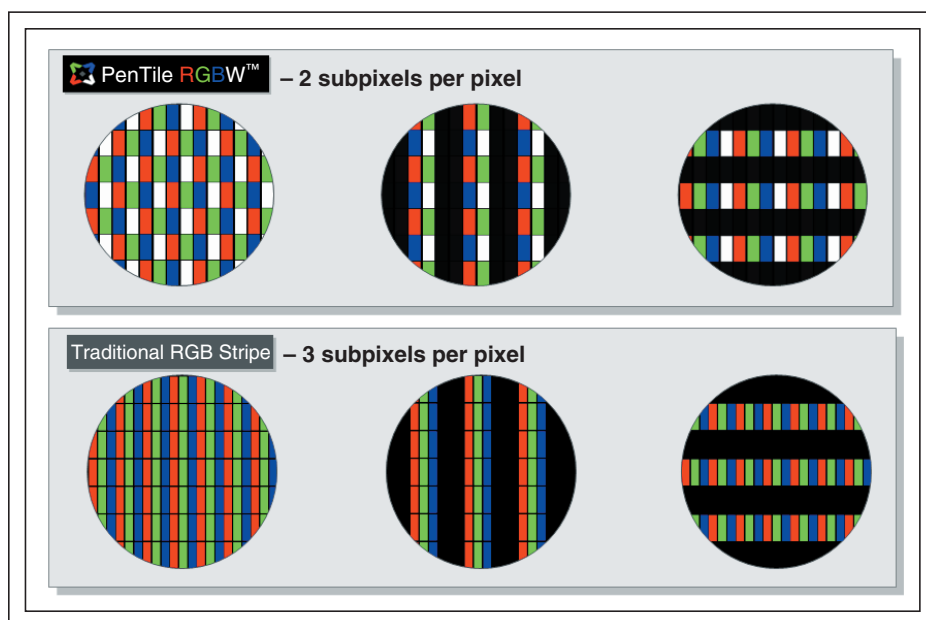 PenTile RGBW™ – 2 subpixels per pixel
Traditional RGB Stripe – 3 subpixels per pixel